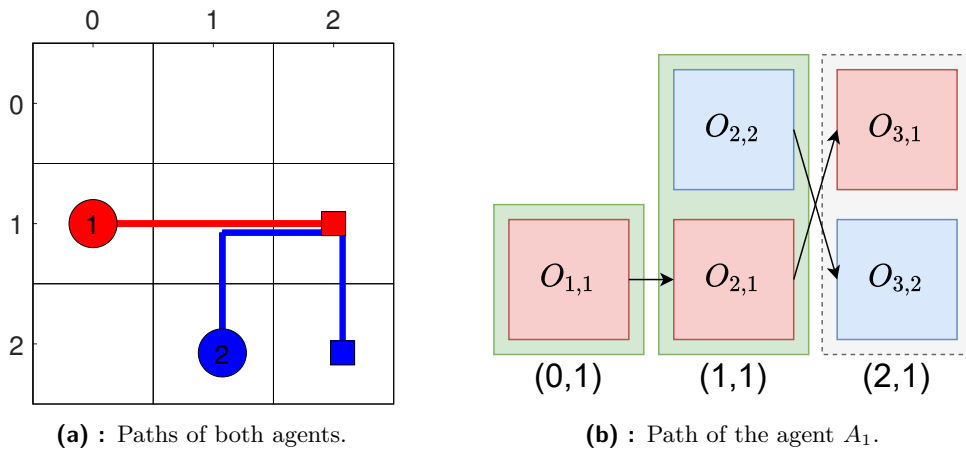 0 1 2
0
1
2
1
2
(a) : Paths of both agents.
O2,2
O3,1
O1,1
O2,1
O3,2
(0,1)
(1,1)
(2,1)
(b) : Path of the agent A1.